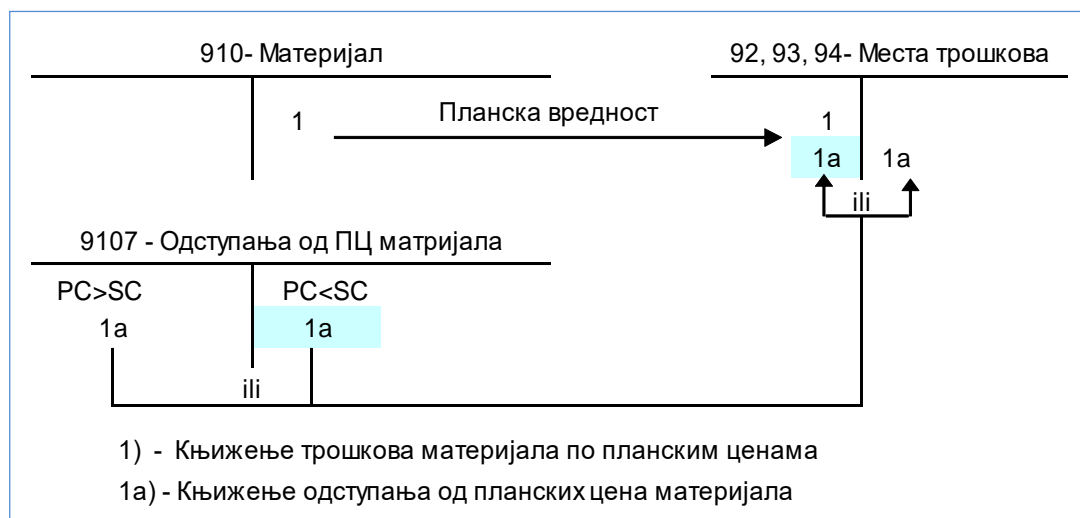 910- Материјал
92, 93, 94- Места трошкова
1
Планска вредност
1
1a
1a
ili
9107 - Одступања од ПЦ матријала
PC>SC
PC<SC
1a
1a
ili
1) - Књижење трошкова материјала по планским ценама
1a) - Књижење одступања од планских цена материјала